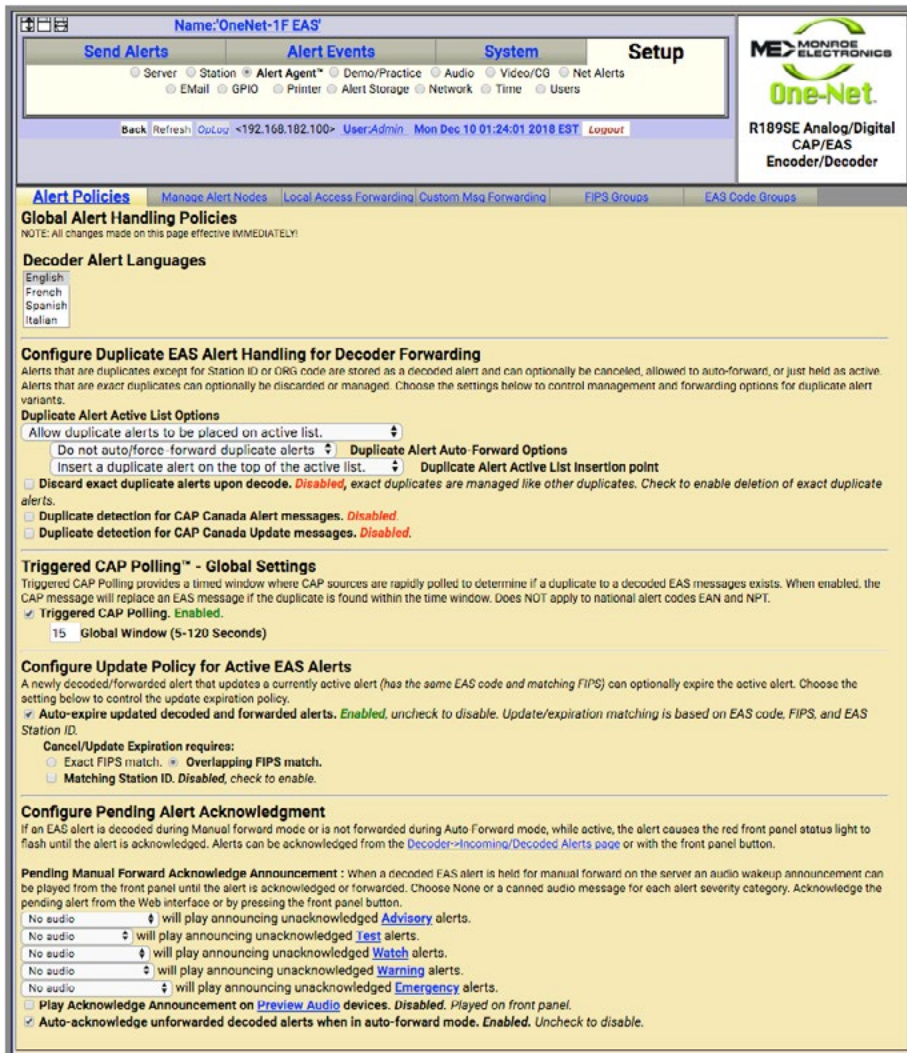 Name:'OneNet-1F EAS'
Send Alerts Alert Events System Setup
Server Station Alert Agent™ Demo/Practice Audio Video/CG Net Alerts
EMail GPIO Printer Alert Storage Network Time Users
Back Refresh OpLog <192.168.182.100> User:Admin Mon Dec 10 01:24:01 2018 EST Logout
MONROE ELECTRONICS
One-Net
R189SE Analog/Digital
CAP/EAS
Encoder/Decoder
Alert Policies Manage Alert Nodes Local Access Forwarding Custom Msg Forwarding FIPS Groups EAS Code Groups
Global Alert Handling Policies
NOTE: All changes made on this page effective IMMEDIATELY!
Decoder Alert Languages
English
French
Spanish
Italian
Configure Duplicate EAS Alert Handling for Decoder Forwarding
Alerts that are duplicates except for Station ID or ORG code are stored as a decoded alert and can optionally be canceled, allowed to auto-forward, or just held as active.
Alerts that are exact duplicates can optionally be discarded or managed. Choose the settings below to control management and forwarding options for duplicate alert
variants.
Duplicate Alert Active List Options
Allow duplicate alerts to be placed on active list.
Do not auto/force-forward duplicate alerts Duplicate Alert Auto-Forward Options
Insert a duplicate alert on the top of the active list. Duplicate Alert Active List Insertion point
Discard exact duplicate alerts upon decode. Disabled, exact duplicates are managed like other duplicates. Check to enable deletion of exact duplicate
alerts.
Duplicate detection for CAP Canada Alert messages. Disabled.
Duplicate detection for CAP Canada Update messages. Disabled.
Triggered CAP Polling™ - Global Settings
Triggered CAP Polling provides a timed window where CAP sources are rapidly polled to determine if a duplicate to a decoded EAS messages exists. When enabled, the
CAP message will replace an EAS message if the duplicate is found within the time window. Does NOT apply to national alert codes EAN and NPT.
Triggered CAP Polling. Enabled.
15 Global Window (5-120 Seconds)
Configure Update Policy for Active EAS Alerts
A newly decoded/forwarded alert that updates a currently active alert (has the same EAS code and matching FIPS) can optionally expire the active alert. Choose the
setting below to control the update expiration policy.
Auto-expire updated decoded and forwarded alerts. Enabled, uncheck to disable. Update/expiration matching is based on EAS code, FIPS, and EAS
Station ID.
Cancel/Update Expiration requires:
Exact FIPS match. Overlapping FIPS match.
Matching Station ID. Disabled, check to enable.
Configure Pending Alert Acknowledgment
If an EAS alert is decoded during Manual forward mode or is not forwarded during Auto-Forward mode, while active, the alert causes the red front panel status light to
flash until the alert is acknowledged. Alerts can be acknowledged from the Decoder->Incoming/Decoded Alerts page or with the front panel button.
Pending Manual Forward Acknowledge Announcement : When a decoded EAS alert is held for manual forward on the server an audio wakeup announcement can
be played from the front panel until the alert is acknowledged or forwarded. Choose None or a canned audio message for each alert severity category. Acknowledge the
pending alert from the Web interface or by pressing the front panel button.
No audio will play announcing unacknowledged Advisory alerts.
No audio will play announcing unacknowledged Test alerts.
No audio will play announcing unacknowledged Watch alerts.
No audio will play announcing unacknowledged Warning alerts.
No audio will play announcing unacknowledged Emergency alerts.
Play Acknowledge Announcement on Preview Audio devices. Disabled. Played on front panel.
Auto-acknowledge unforwarded decoded alerts when in auto-forward mode. Enabled. Uncheck to disable.